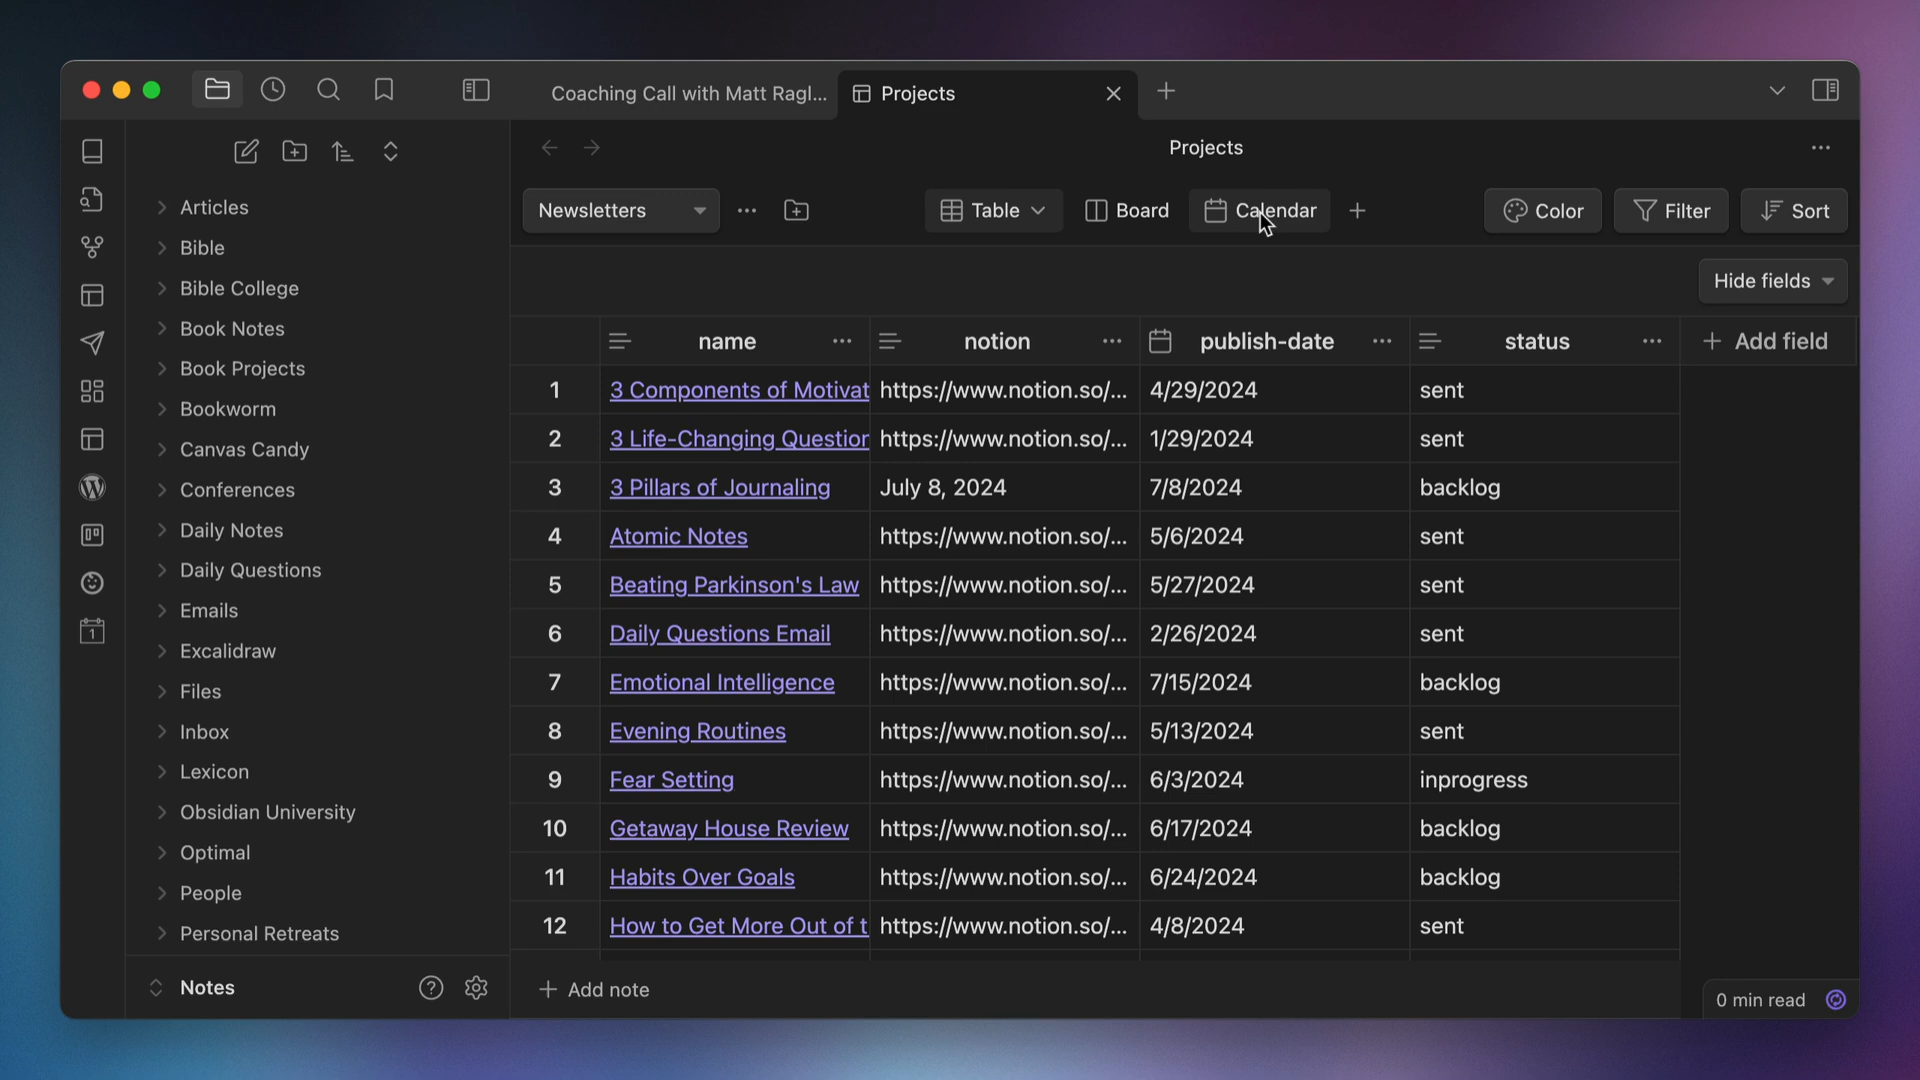 Coaching Call with Matt Ragl...
Projects
Projects
Newsletters
Table
Board
Calendar
Color
Filter
Sort
Hide fields
Articles
Bible
Bible College
Book Notes
Book Projects
Bookworm
Canvas Candy
Conferences
Daily Notes
Daily Questions
Emails
Excalidraw
Files
Inbox
Lexicon
Obsidian University
Optimal
People
Personal Retreats
Notes
1
name notion publish-date status Add field
1 3 Components of Motivat https://www.notion.so/... 4/29/2024 sent
2 3 Life-Changing Question https://www.notion.so/... 1/29/2024 sent
3 3 Pillars of Journaling July 8, 2024 7/8/2024 backlog
4 Atomic Notes https://www.notion.so/... 5/6/2024 sent
5 Beating Parkinson's Law https://www.notion.so/... 5/27/2024 sent
6 Daily Questions Email https://www.notion.so/... 2/26/2024 sent
7 Emotional Intelligence https://www.notion.so/... 7/15/2024 backlog
8 Evening Routines https://www.notion.so/... 5/13/2024 sent
9 Fear Setting https://www.notion.so/... 6/3/2024 inprogress
10 Getaway House Review https://www.notion.so/... 6/17/2024 backlog
11 Habits Over Goals https://www.notion.so/... 6/24/2024 backlog
12 How to Get More Out of t https://www.notion.so/... 4/8/2024 sent
Add note
0 min read